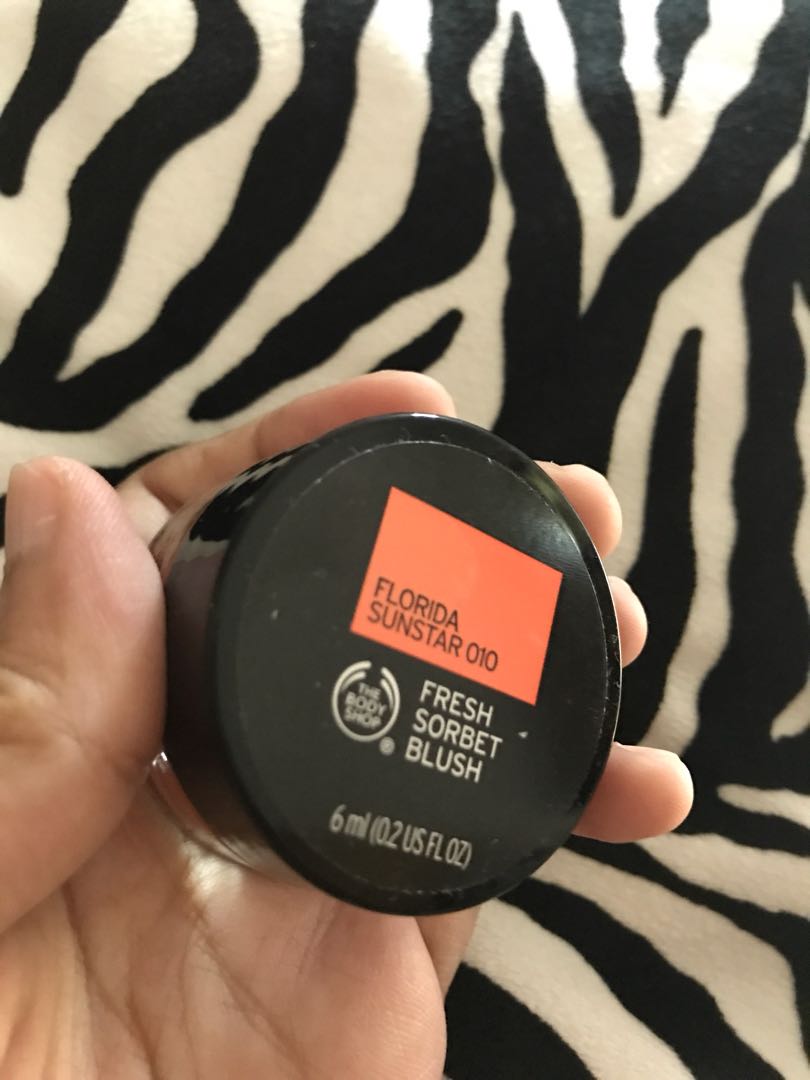 FLORIDA
SUNSTAR 010
THE
BODY
SHOP
®
FRESH
SORBET
BLUSH
6 ml (0.2 US FL OZ)